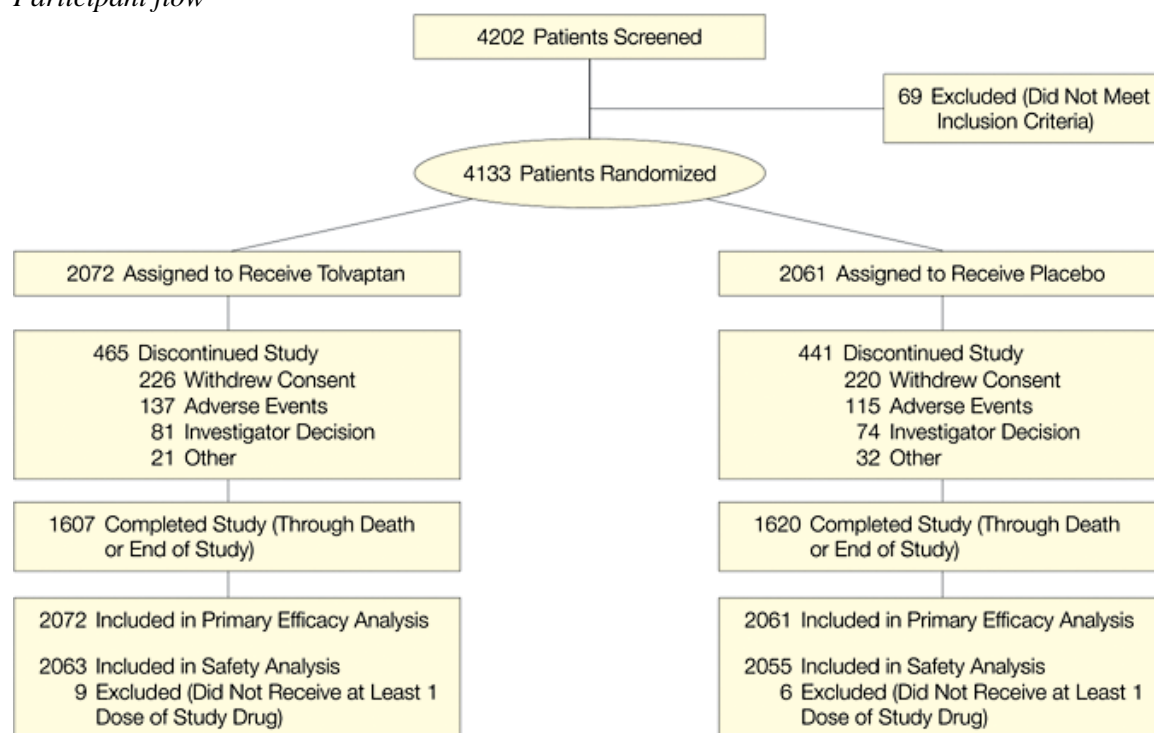 Participant flow
4202 Patients Screened
69 Excluded (Did Not Meet
Inclusion Criteria)
4133 Patients Randomized
2072 Assigned to Receive Tolvaptan
465 Discontinued Study
226 Withdrew Consent
137 Adverse Events
81 Investigator Decision
21 Other
1607 Completed Study (Through Death
or End of Study)
2072 Included in Primary Efficacy Analysis
2063 Included in Safety Analysis
9 Excluded (Did Not Receive at Least 1
Dose of Study Drug)
2061 Assigned to Receive Placebo
441 Discontinued Study
220 Withdrew Consent
115 Adverse Events
74 Investigator Decision
32 Other
1620 Completed Study (Through Death
or End of Study)
2061 Included in Primary Efficacy Analysis
2055 Included in Safety Analysis
6 Excluded (Did Not Receive at Least 1
Dose of Study Drug)